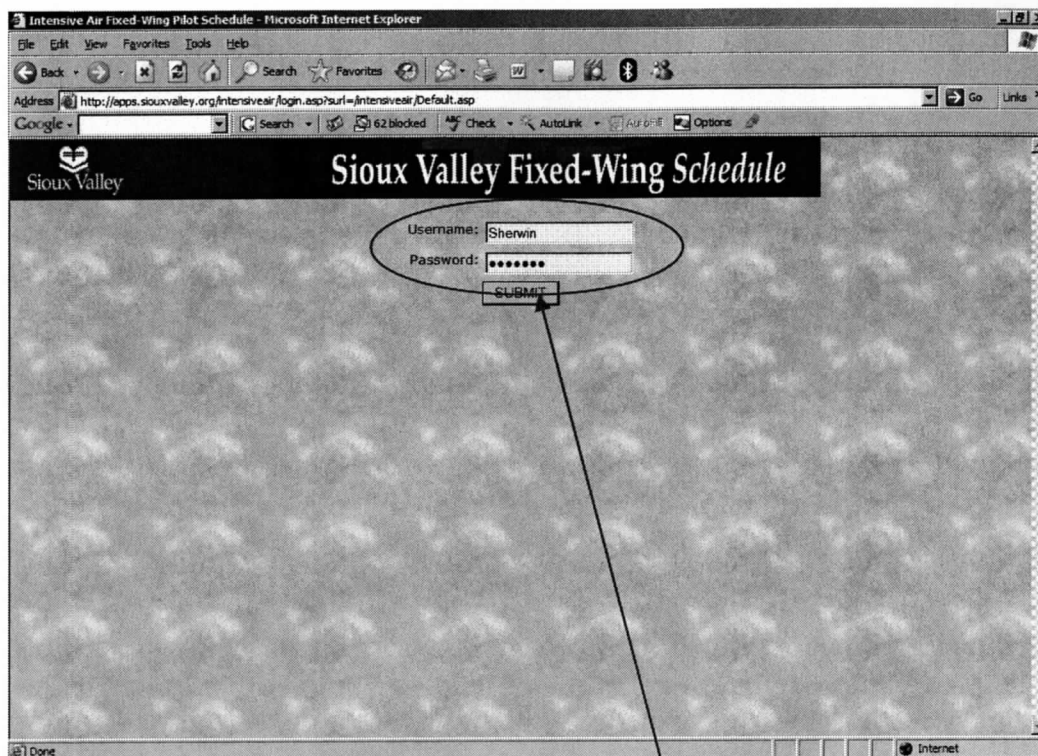 Intensive Air Fixed-Wing Pilot Schedule - Microsoft Internet Explorer
File Edit View Favorites Tools Help
Back Search Favorites W
Address http://apps.siouxvalley.org/intensiveair/login.asp?surl=/intensiveair/Default.asp Go Links
Google Search 62 blocked ABC Check AutoLink AutoFill Options
Sioux Valley
Sioux Valley Fixed-Wing Schedule
Username: Sherwin
Password: •••••••
SUBMIT
Done Internet